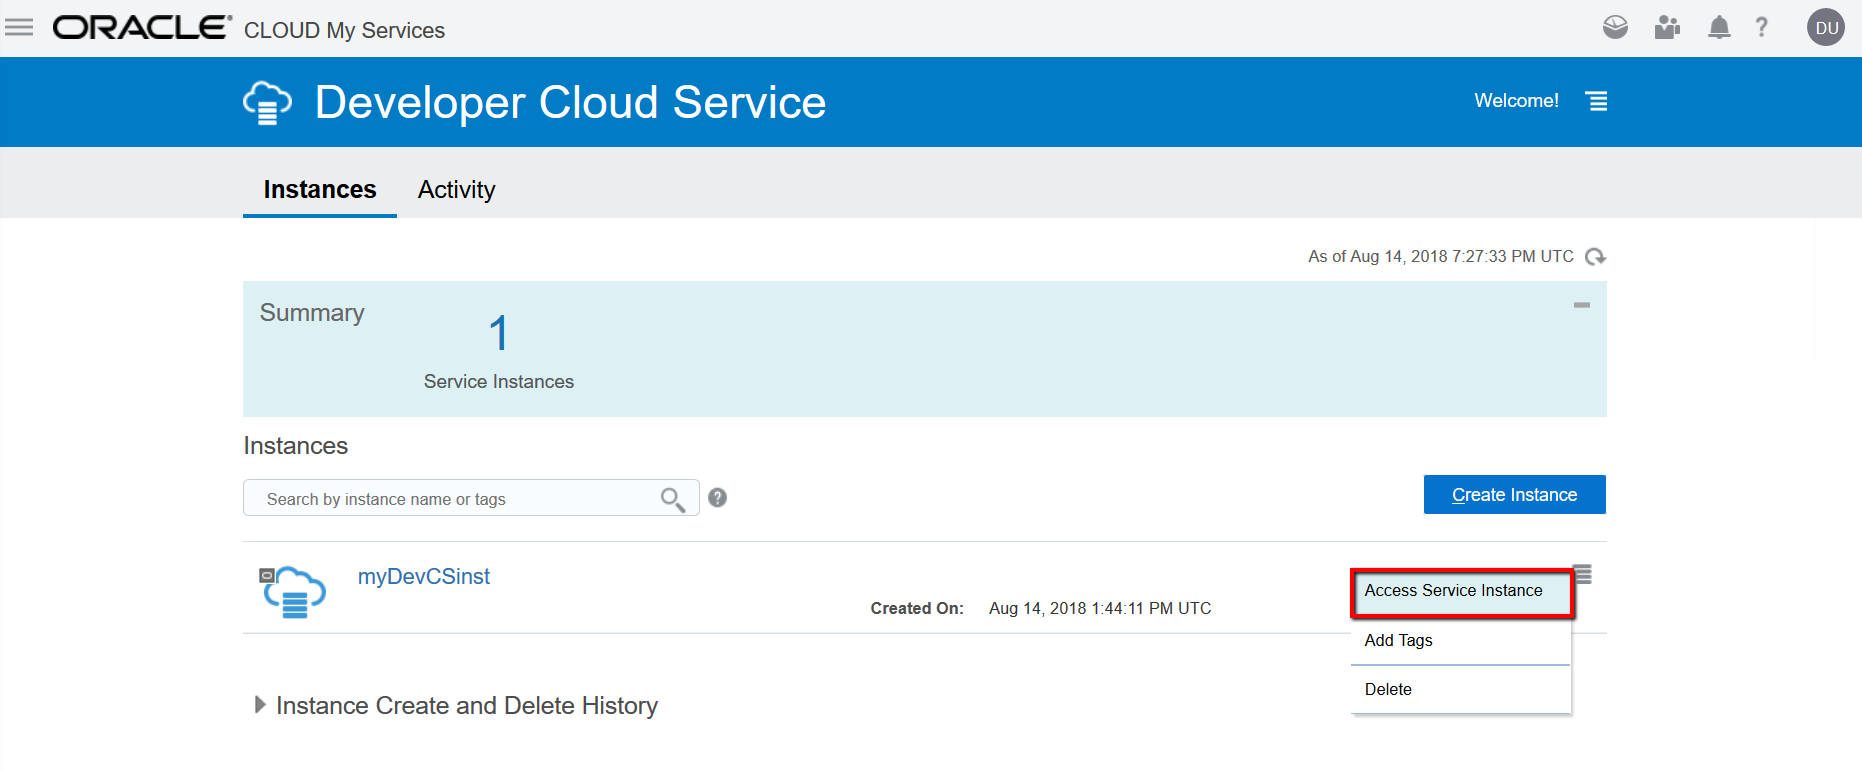 ORACLE® CLOUD My Services
? DU
Developer Cloud Service
Welcome!
Instances Activity
As of Aug 14, 2018 7:27:33 PM UTC
Summary
1
Service Instances
Instances
Search by instance name or tags
?
Create Instance
myDevCSinst
Created On: Aug 14, 2018 1:44:11 PM UTC
Access Service Instance
Add Tags
Delete
Instance Create and Delete History